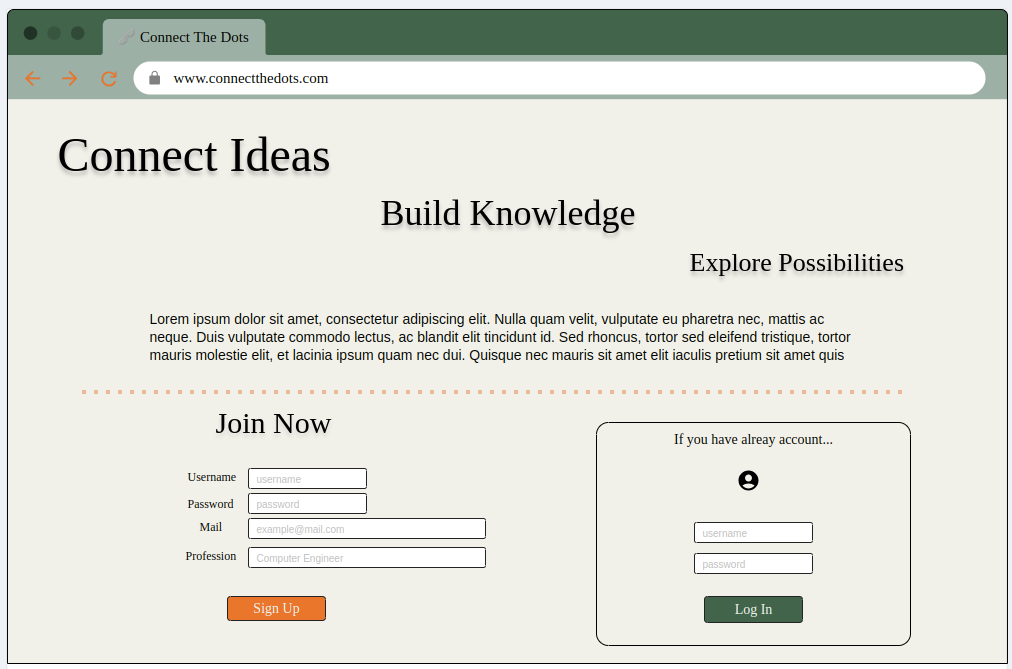 Connect The Dots
www.connectthedots.com
Connect Ideas
Build Knowledge
Explore Possibilities
Lorem ipsum dolor sit amet, consectetur adipiscing elit. Nulla quam velit, vulputate eu pharetra nec, mattis ac
neque. Duis vulputate commodo lectus, ac blandit elit tincidunt id. Sed rhoncus, tortor sed eleifend tristique, tortor
mauris molestie elit, et lacinia ipsum quam nec dui. Quisque nec mauris sit amet elit iaculis pretium sit amet quis
Join Now
Username username
Password password
Mail example@mail.com
Profession Computer Engineer
Sign Up
If you have alreay account...
username
password
Log In